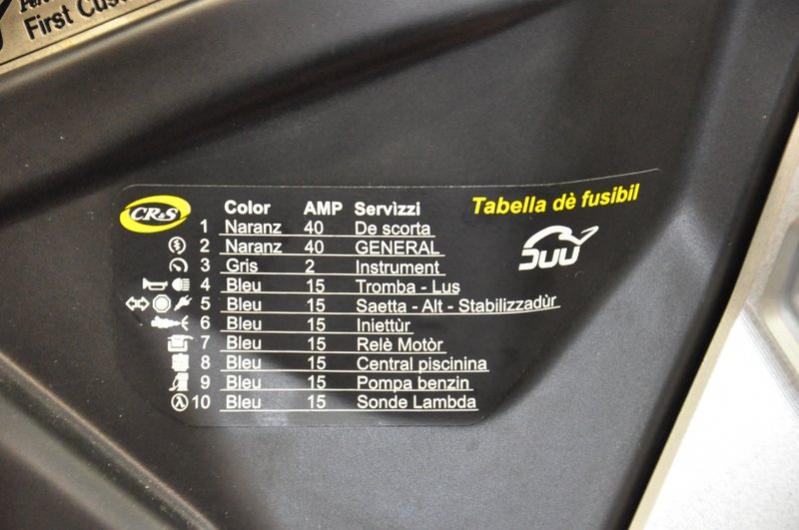 First Cus
CR&S
Tabella dè fusibil
DUU
Color AMP Servìzzi
1 Naranz 40 De scorta
2 Naranz 40 GENERAL
3 Gris 2 Instrument
4 Bleu 15 Tromba - Lus
5 Bleu 15 Saetta - Alt - Stabilizzadùr
6 Bleu 15 Iniettùr
7 Bleu 15 Relè Motòr
8 Bleu 15 Central piscinina
9 Bleu 15 Pompa benzin
10 Bleu 15 Sonde Lambda